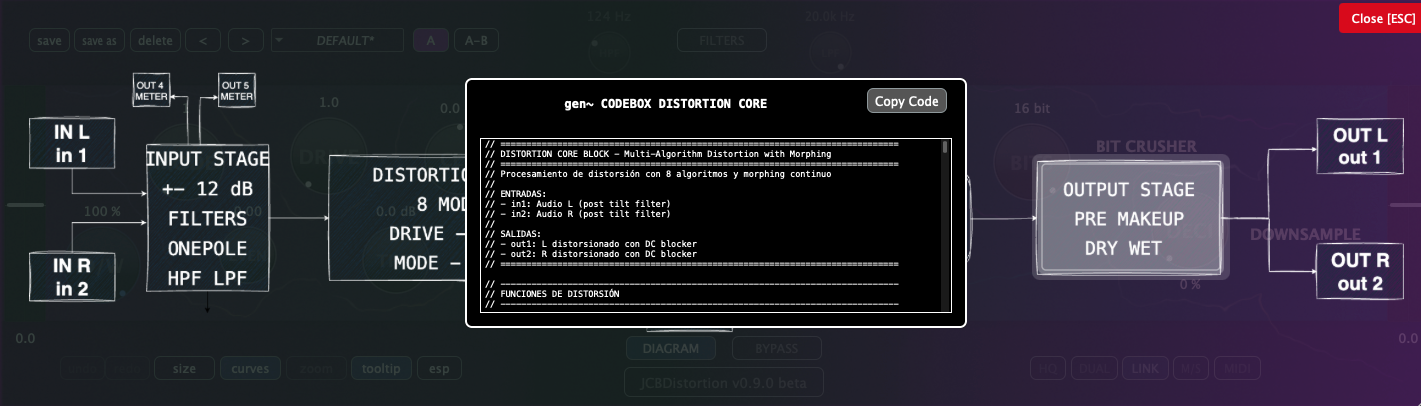 124 Hz
20.0k Hz
Close [ESC]
save
save as
delete
<
>
DEFAULT*
A
A-B
FILTERS
OUT 4
METER
OUT 5
METER
1.0
0.0
16 bit
IN L
in 1
INPUT STAGE
+- 12 dB
FILTERS
ONEPOLE
HPF LPF
100 %
0.00
0.0 dB
IN R
in 2
DISTORTIO
8 MOD
DRIVE -
MODE -
gen~ CODEBOX DISTORTION CORE
Copy Code
// ==============================================================================
// DISTORTION CORE BLOCK - Multi-Algorithm Distortion with Morphing
// ==============================================================================
// Procesamiento de distorsión con 8 algoritmos y morphing continuo
//
// ENTRADAS:
// - in1: Audio L (post tilt filter)
// - in2: Audio R (post tilt filter)
//
// SALIDAS:
// - out1: L distorsionado con DC blocker
// - out2: R distorsionado con DC blocker
// ==============================================================================
// ------------------------------------------------------------------------------
// FUNCIONES DE DISTORSIÓN
// ------------------------------------------------------------------------------
BIT CRUSHER
OUTPUT STAGE
PRE MAKEUP
DRY WET
DOWNSAMPLE
0 %
OUT L
out 1
OUT R
out 2
0.0
0.0
size
curves
zoom
tooltip
esp
DIAGRAM
BYPASS
JCBDistortion v0.9.0 beta
HQ
DUAL
LINK
M/S
MIDI